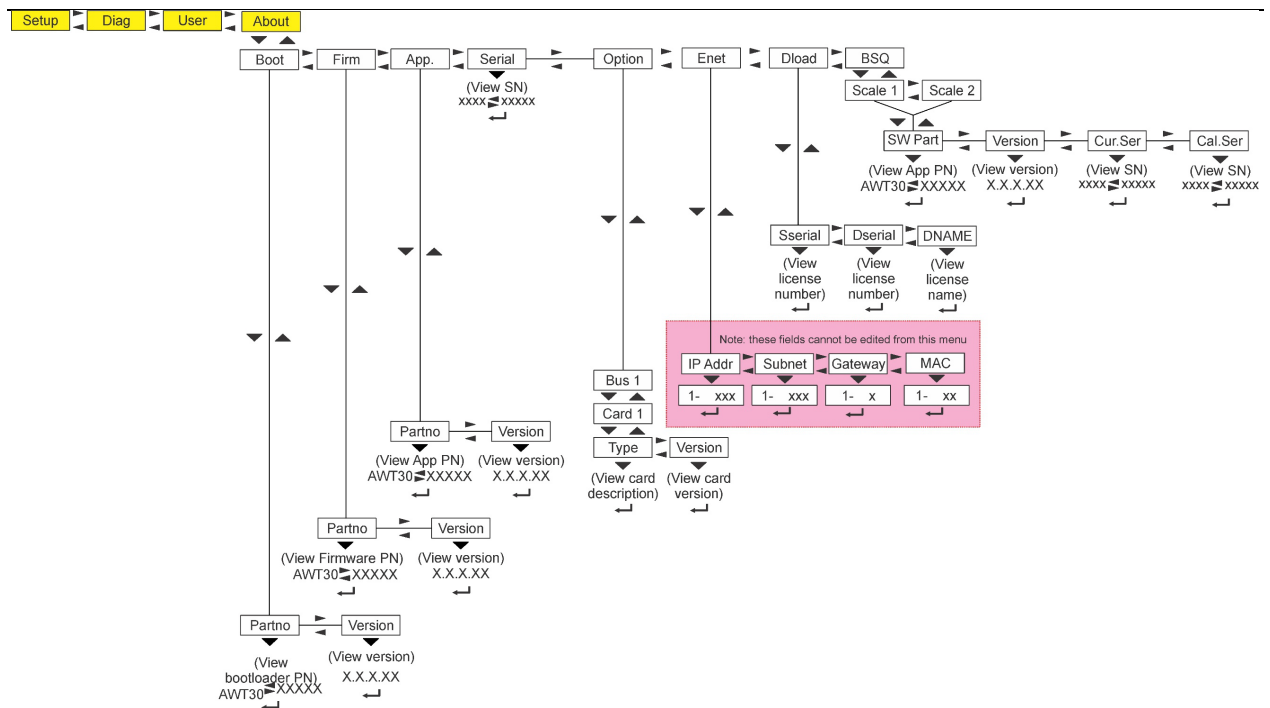 Setup Diag User About
Boot Firm App. Serial Option Enet Dload BSQ
(View SN)
xxxx xxxxx
Scale 1 Scale 2
SW Part Version Cur.Ser Cal.Ser
(View App PN) (View version) (View SN) (View SN)
AWT30 XXXXX X.X.X.XX xxxx xxxxx xxxx xxxxx
Sserial Dserial DNAME
(View (View (View
license license license
number) number) name)
Note: these fields cannot be edited from this menu
IP Addr Subnet Gateway MAC
1- xxx 1- xxx 1- x 1- xx
Bus 1
Card 1
Type Version
(View card (View card
description) version)
Partno Version
(View App PN) (View version)
AWT30 XXXXX X.X.X.XX
Partno Version
(View Firmware PN) (View version)
AWT30 XXXXX X.X.X.XX
Partno Version
(View (View version)
bootloader PN) X.X.X.XX
AWT30 XXXXX